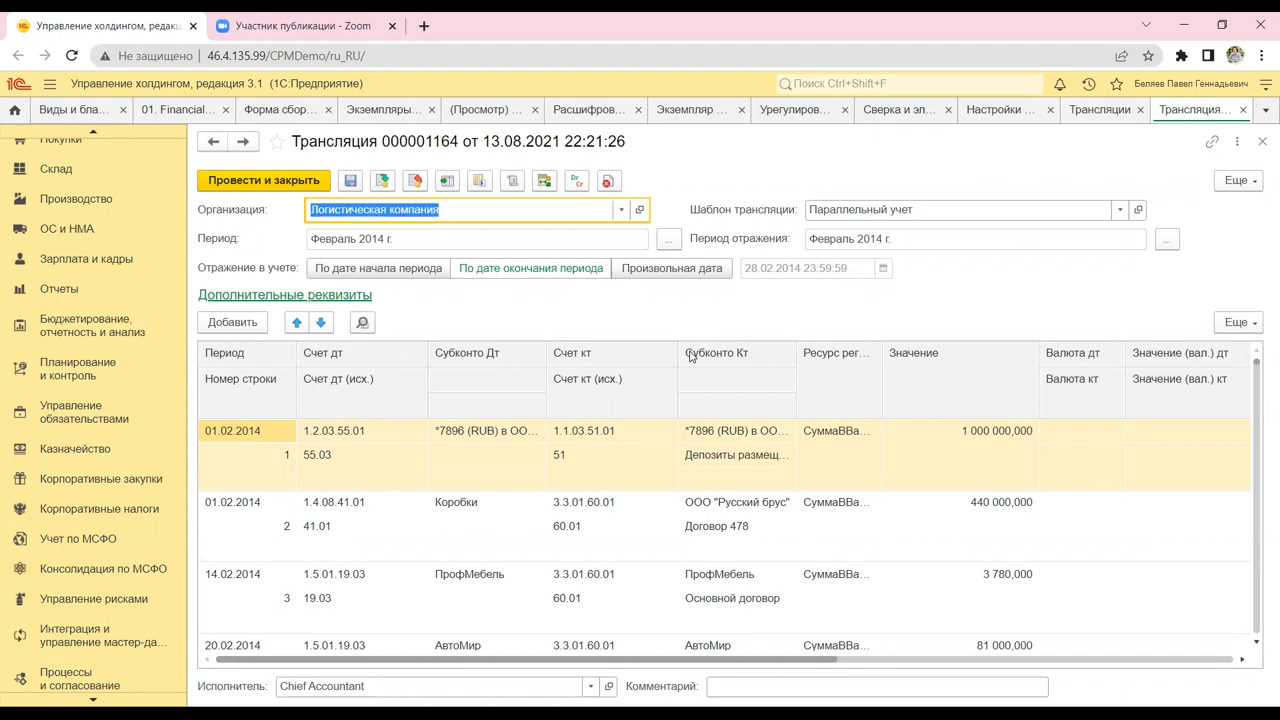 Управление холдингом, редакц
Участник публикации - Zoom
Не защищено
46.4.135.99/CPMDemo/ru_RU/
1С
Управление холдингом, редакция 3.1 (1С:Предприятие)
Поиск Ctrl+Shift+F
Беляев Павел Геннадьевич
Виды и бла...
01. Financial...
Форма сбор...
Экземпляры...
(Просмотр) ...
Расшифров...
Экземпляр ...
Урегулиров...
Сверка и эл...
Настройки ...
Трансляции
Трансляция...
Покупки
Склад
Производство
ОС и НМА
Зарплата и кадры
Отчеты
Бюджетирование,
отчетность и анализ
Планирование
и контроль
Управление
обязательствами
Казначейство
Корпоративные закупки
Корпоративные налоги
Учет по МСФО
Консолидация по МСФО
Управление рисками
Интеграция и
управление мастер-да...
Процессы
и согласование
Трансляция 000001164 от 13.08.2021 22:21:26
Провести и закрыть
Dr
Cr
Еще
Организация:
Логистическая компания
Шаблон трансляции:
Параллельный учет
Период:
Февраль 2014 г.
...
Период отражения:
Февраль 2014 г.
...
Отражение в учете:
По дате начала периода
По дате окончания периода
Произвольная дата
28.02.2014 23:59:59
Дополнительные реквизиты
Добавить
Еще
Период
Счет дт
Субконто Дт
Счет кт
Субконто Кт
Ресурс рег...
Значение
Валюта дт
Значение (вал.) дт
Номер строки
Счет дт (исх.)
Счет кт (исх.)
Валюта кт
Значение (вал.) кт
01.02.2014
1.2.03.55.01
*7896 (RUB) в ОО...
1.1.03.51.01
*7896 (RUB) в ОО...
СуммаВВа...
1 000 000,000
1
55.03
51
Депозиты размещ...
01.02.2014
1.4.08.41.01
Коробки
3.3.01.60.01
ООО "Русский брус"
СуммаВВа...
440 000,000
2
41.01
60.01
Договор 478
14.02.2014
1.5.01.19.03
ПрофМебель
3.3.01.60.01
ПрофМебель
СуммаВВа...
3 780,000
3
19.03
60.01
Основной договор
20.02.2014
1.5.01.19.03
АвтоМир
3.3.01.60.01
АвтоМир
СуммаВВа...
81 000,000
Исполнитель:
Chief Accountant
Комментарий: